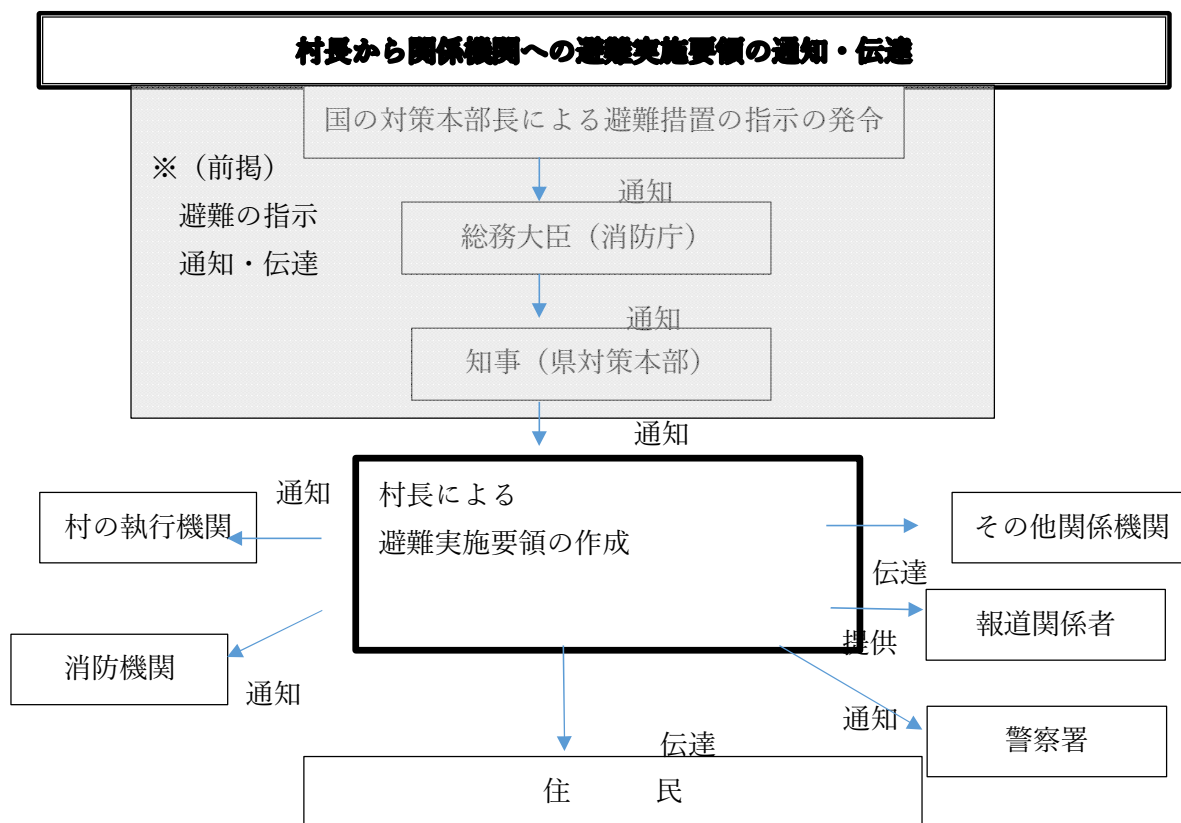 村長から関係機関への避難実施要領の通知・伝達
国の対策本部長による避難措置の指示の発令
※（前掲）
避難の指示
通知・伝達
通知
総務大臣（消防庁）
通知
知事（県対策本部）
通知
村長による
避難実施要領の作成
通知
村の執行機関
通知
消防機関
その他関係機関
伝達
報道関係者
提供
警察署
通知
伝達
住　　　民